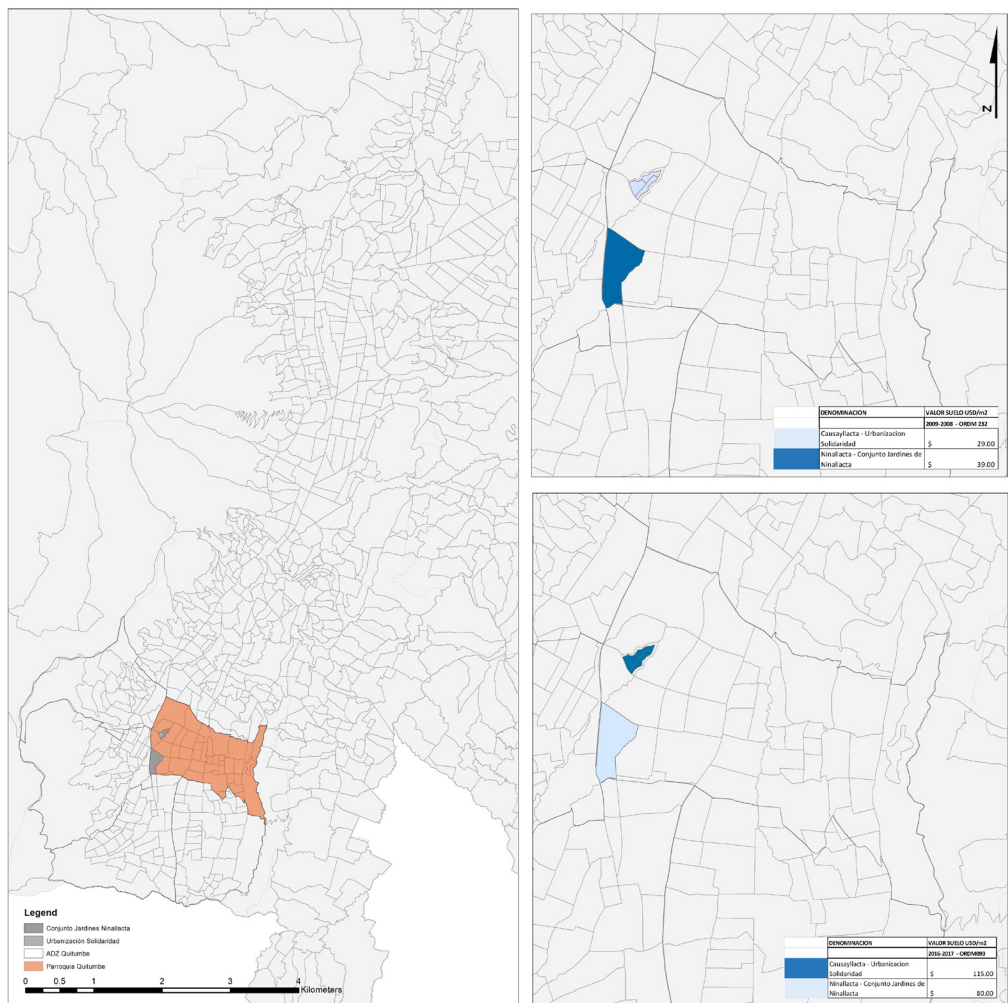 N
DENOMINACION VALOR SUELO USD/m2
2009-2008 - ORDM 232
Causayllacta - Urbanizacion
Solidaridad $ 29.00
Ninallacta - Conjunto Jardines de
Ninallacta $ 39.00
Legend
Conjunto Jardines Ninallacta
Urbanización Solidaridad
ADZ Quitumbe
Parroquia Quitumbe
0 0.5 1 2 3 4
Kilometers
DENOMINACION VALOR SUELO USD/m2
2016-2017 - ORDM093
Causayllacta - Urbanizacion
Solidaridad $ 115.00
Ninallacta - Conjunto Jardines de
Ninallacta $ 80.00